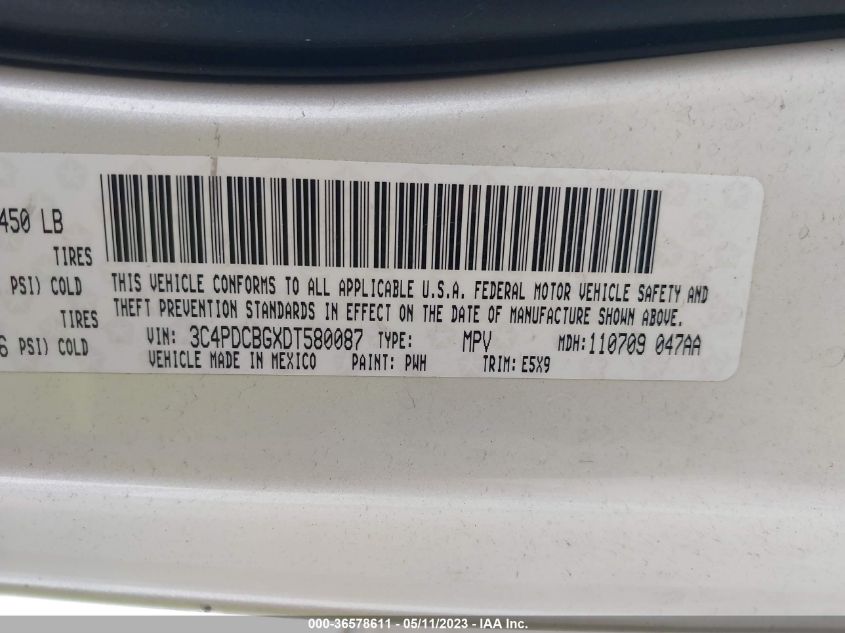 450 LB
TIRES
PSI) COLD
TIRES
PSI) COLD
THIS VEHICLE CONFORMS TO ALL APPLICABLE U.S.A. FEDERAL MOTOR VEHICLE SAFETY AND
THEFT PREVENTION STANDARDS IN EFFECT ON THE DATE OF MANUFACTURE SHOWN ABOVE.
VIN: 3C4PDCBGXDT580087 TYPE: MPV MDH:110709 047AA
VEHICLE MADE IN MEXICO PAINT: PWH TRIM: E5X9
000-36578611 - 05/11/2023 - IAA Inc.